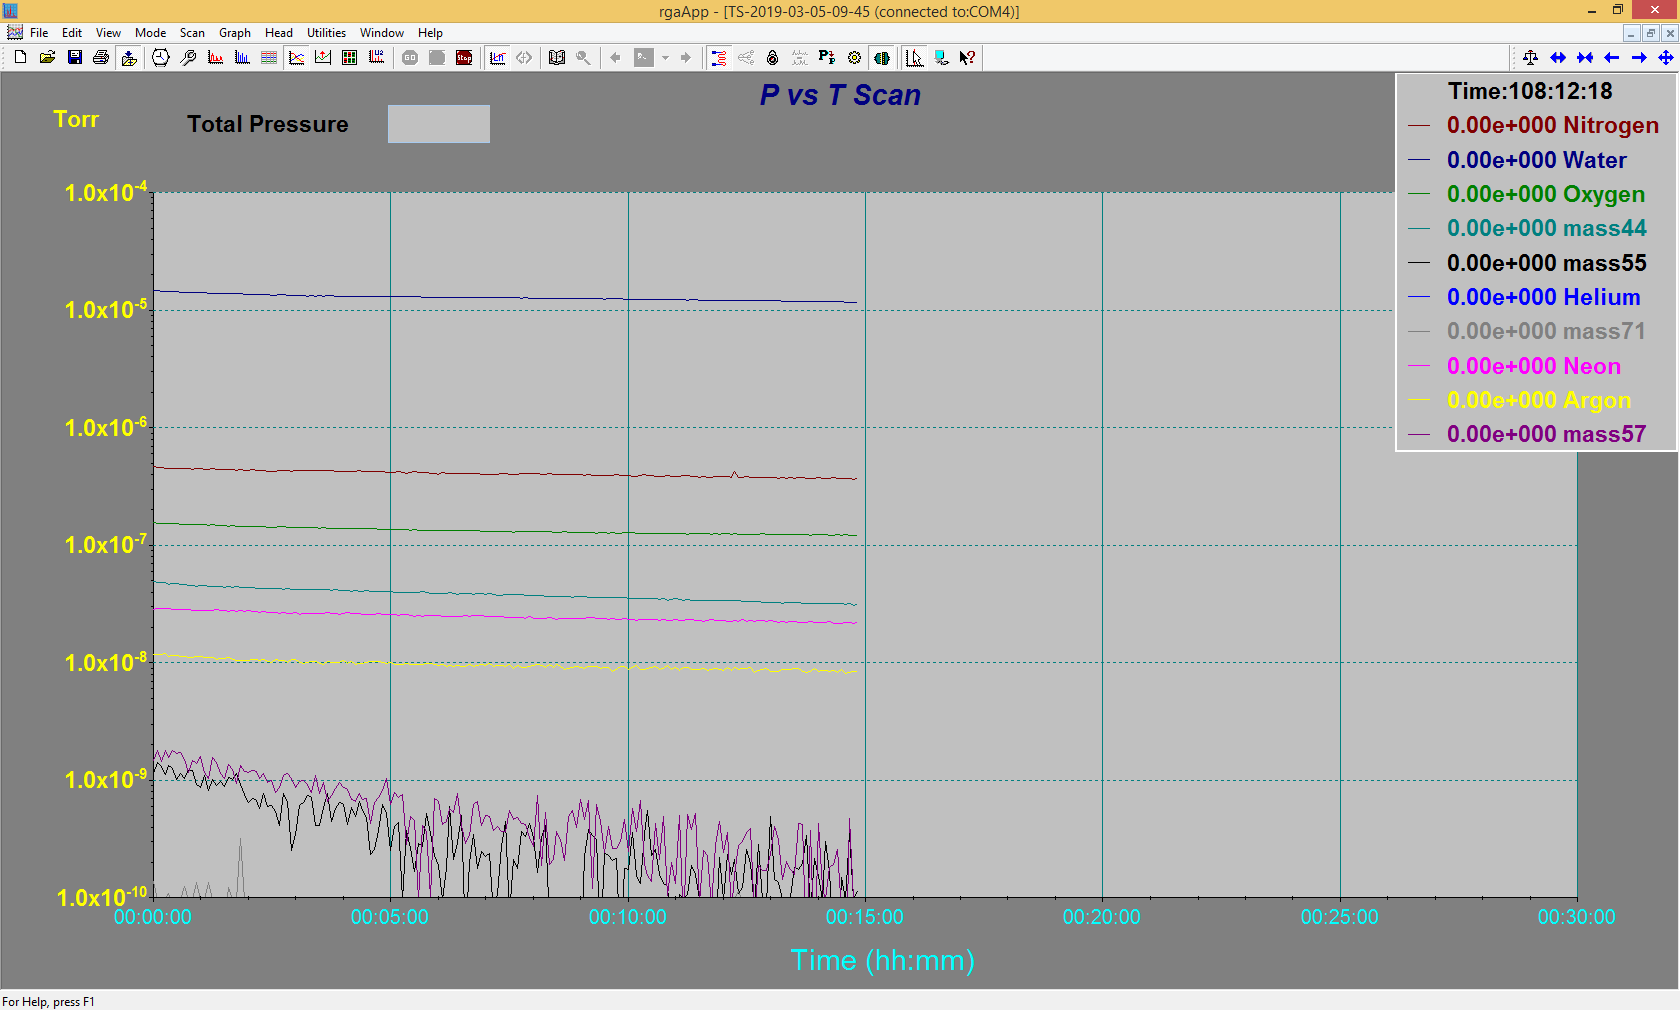 rgaApp - [TS-2019-03-05-09-45 (connected to:COM4)]
File Edit View Mode Scan Graph Head Utilities Window Help
GO Stop
P vs T Scan
Torr
Total Pressure
Time:108:12:18
0.00e+000 Nitrogen
0.00e+000 Water
0.00e+000 Oxygen
0.00e+000 mass44
0.00e+000 mass55
0.00e+000 Helium
0.00e+000 mass71
0.00e+000 Neon
0.00e+000 Argon
0.00e+000 mass57
1.0x10-4
1.0x10-5
1.0x10-6
1.0x10-7
1.0x10-8
1.0x10-9
1.0x10-10
00:00:00 00:05:00 00:10:00 00:15:00 00:20:00 00:25:00 00:30:00
Time (hh:mm)
For Help, press F1